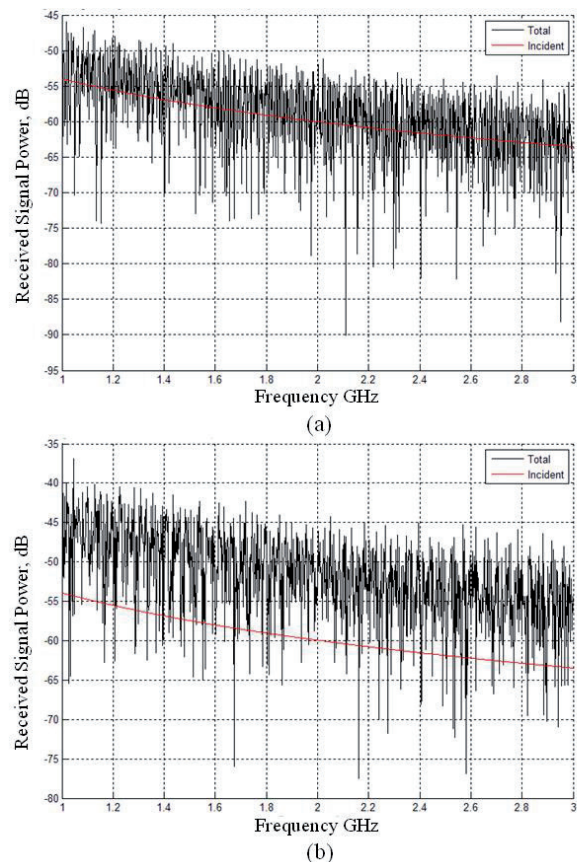 -45
Total
Incident
-50
-55
-60
-65
-70
-75
-80
-85
-90
-95
Received Signal Power, dB
1 1.2 1.4 1.6 1.8 2 2.2 2.4 2.6 2.8 3
Frequency GHz
(a)
-35
Total
Incident
-40
-45
-50
-55
-60
-65
-70
-75
-80
Received Signal Power, dB
1 1.2 1.4 1.6 1.8 2 2.2 2.4 2.6 2.8 3
Frequency GHz
(b)